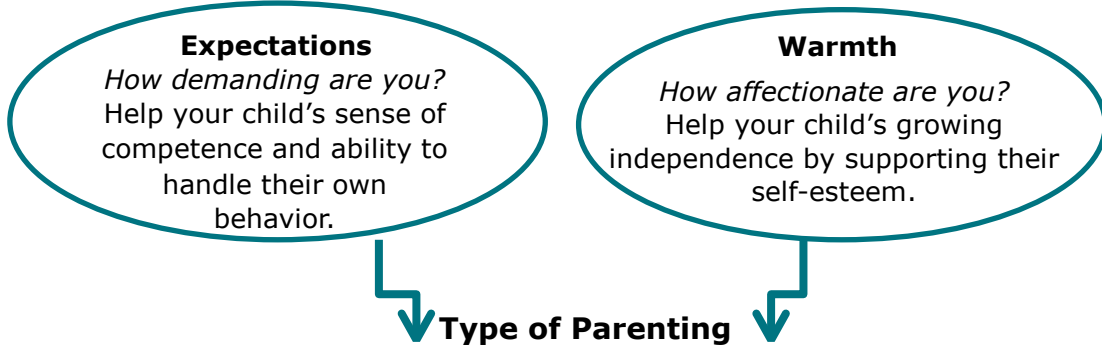 Expectations
How demanding are you?
Help your child’s sense of
competence and ability to
handle their own
behavior.
Warmth
How affectionate are you?
Help your child’s growing
independence by supporting their
self-esteem.
Type of Parenting